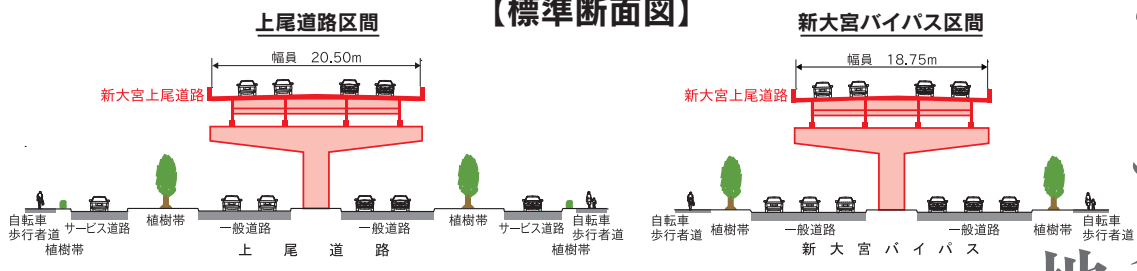 【標準断面図】
上尾道路区間
幅員 20.50m
新大宮上尾道路
自転車
歩行者道
植樹帯
サービス道路
植樹帯
一般道路
一般道路
植樹帯
サービス道路
植樹帯
自転車
歩行者道
上尾道路
新大宮バイパス区間
幅員 18.75m
新大宮上尾道路
自転車
歩行者道
植樹帯
一般道路
一般道路
植樹帯
自転車
歩行者道
新大宮バイパス